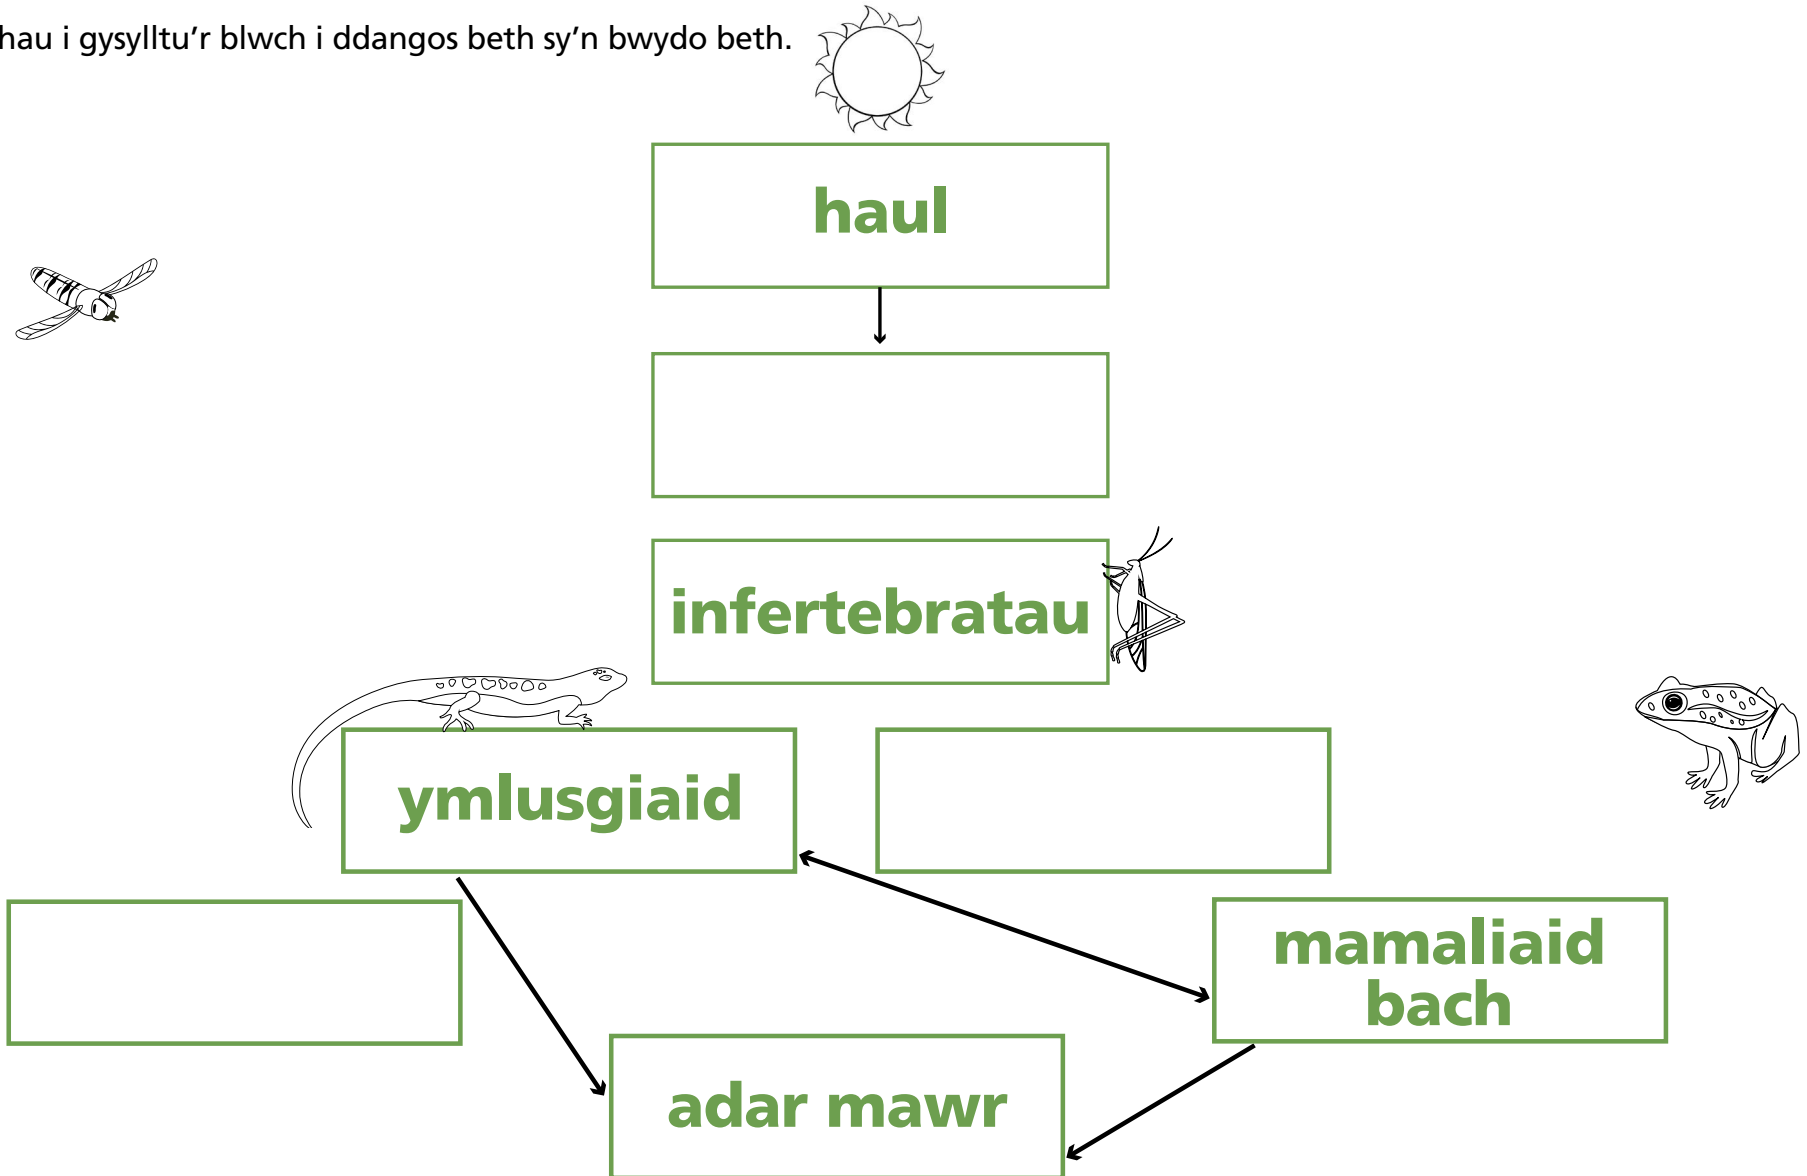 hau i gysylltu'r blwch i ddangos beth sy'n bwydo beth.
haul
infertebratau
ymlusgiaid
mamaliaid
bach
adar mawr